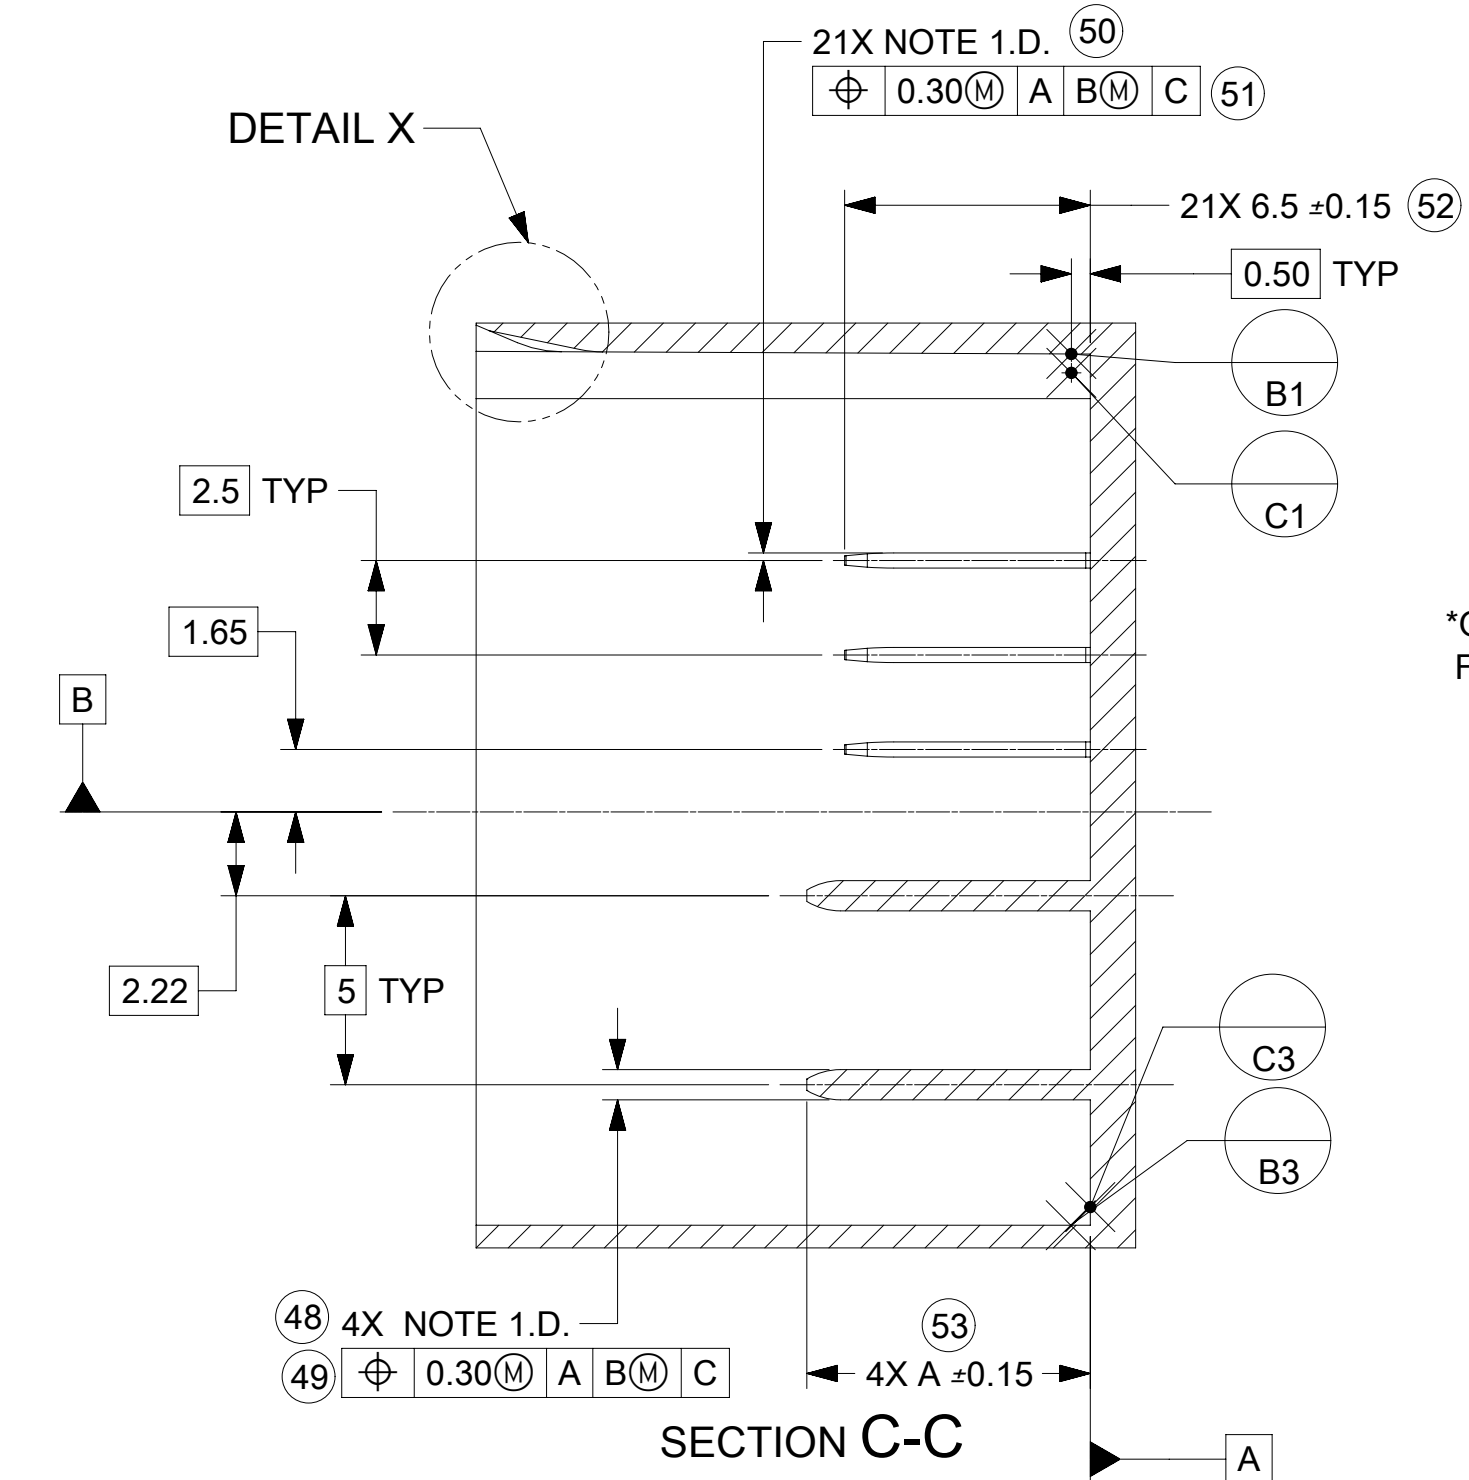 21X NOTE 1.D. 50
⌖ 0.30Ⓜ A BⓂ C 51
DETAIL X
21X 6.5 ±0.15 52
0.50 TYP
B1
2.5 TYP
C1
1.65
B
2.22
5 TYP
C3
B3
48 4X NOTE 1.D.
49 ⌖ 0.30Ⓜ A BⓂ C
53
4X A ±0.15
SECTION C-C
A